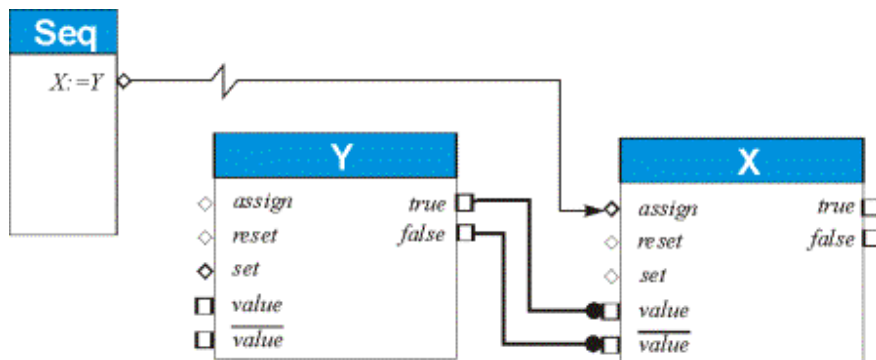 Seq
X:=Y
Y
assign true
reset false
set
value
value
X
assign true
reset false
set
value
value